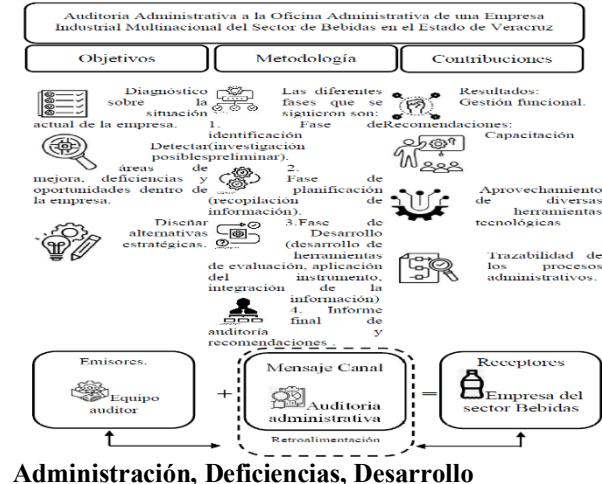 Auditoria Administrativa a la Oficina Administrativa de una Empresa
Industrial Multinacional del Sector de Bebidas en el Estado de Veracruz
Objetivos
Metodología
Contribuciones
Diagnóstico
sobre la
situación
actual de la empresa.
Detectar
posibles
áreas de
mejora, deficiencias y
oportunidades dentro de
la empresa.
Diseñar
alternativas
estratégicas.
Las diferentes
fases que se
siguieron son:
1. Fase de
identificación
(investigación
preliminar).
2.
Fase de
planificación
(recopilación de
información).
3.Fase de
Desarrollo
(desarrollo de
herramientas
de evaluación, aplicación
del instrumento,
integración de la
información)
4. Informe
final de
auditoría y
recomendaciones .
Resultados:
Gestión funcional.
Recomendaciones:
Capacitación
Aprovechamiento
de diversas
herramientas
tecnológicas
Trazabilidad de
los procesos
administrativos.
Emisores.
Equipo
auditor
+
Mensaje Canal
Auditoria
administrativa
Retroalimentación
=
Receptores
Empresa del
sector Bebidas
Administración, Deficiencias, Desarrollo